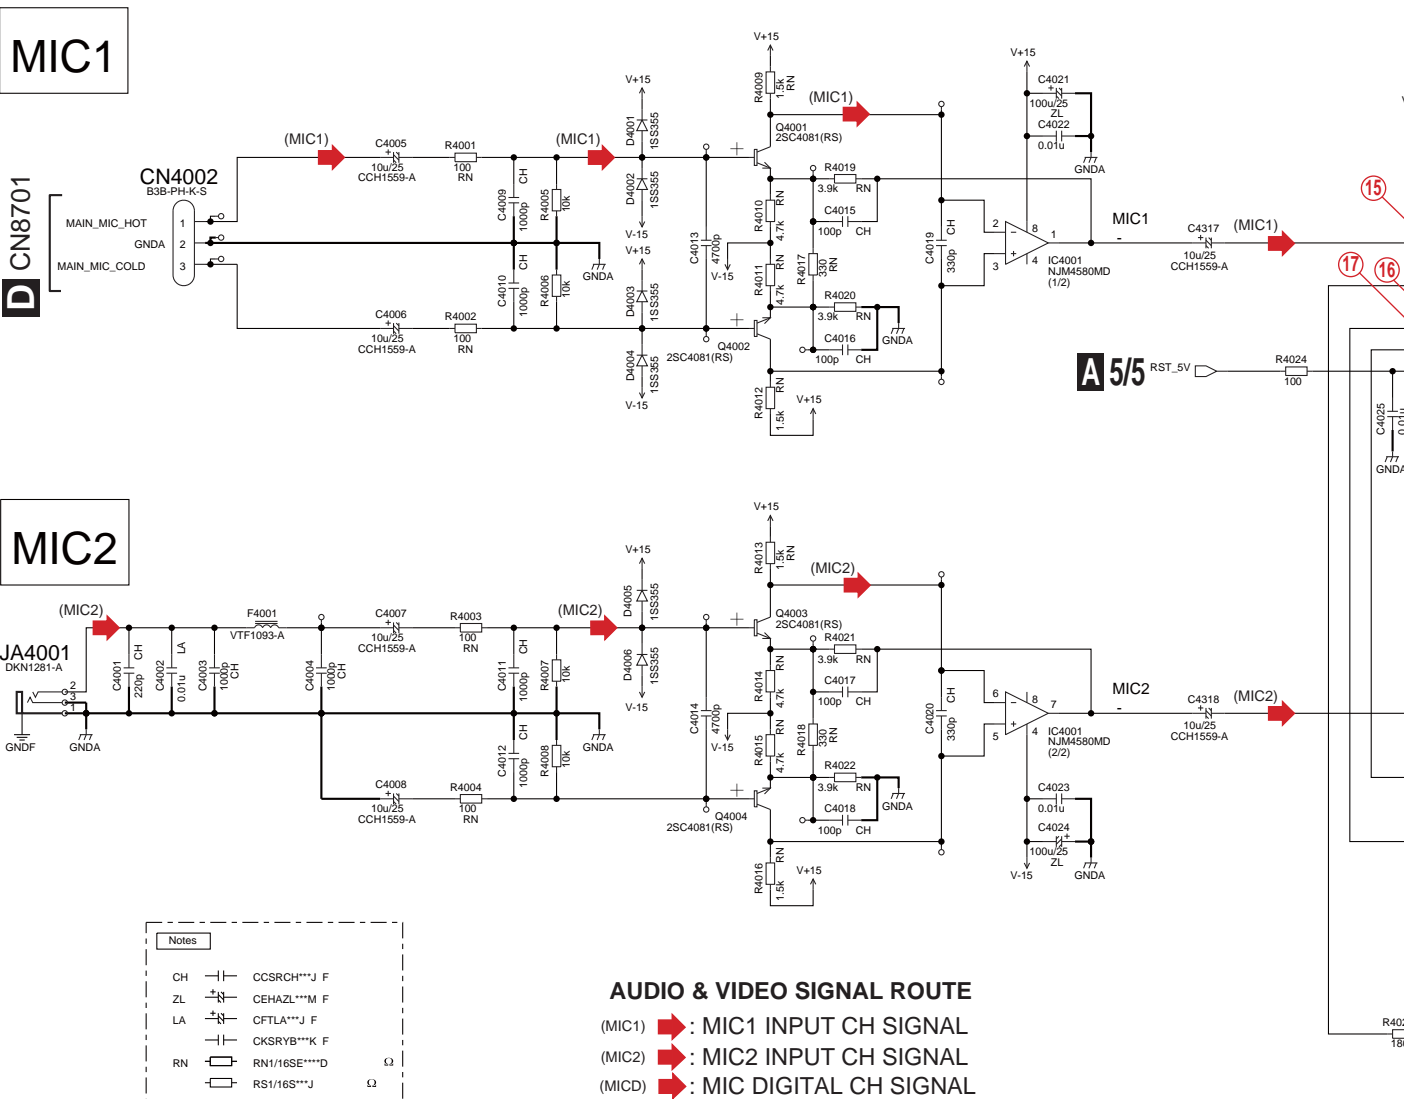 MIC1
V+15
R4009
1.5k
RN
(MIC1)
V+15
C4021
100u/25
ZL
C4022
0.01u
GNDA
V+15
D4001
1SS355
Q4001
2SC4081(RS)
(MIC1)
C4005
10u/25
CCH1559-A
R4001
100
RN
(MIC1)
CN4002
B3B-PH-K-S
D CN8701
MAIN_MIC_HOT
1
GNDA
2
MAIN_MIC_COLD
3
C4009
1000p
CH
R4005
10k
D4002
1SS355
V-15
V+15
C4010
1000p
CH
R4006
10k
GNDA
D4003
1SS355
C4013
4700p
R4010
4.7k
RN
V-15
R4011
4.7k
RN
R4019
3.9k
RN
C4015
100p
CH
R4017
330
RN
R4020
3.9k
RN
C4016
100p
CH
GNDA
C4019
330p
CH
2
3
8
1
4
IC4001
NJM4580MD
(1/2)
MIC1
-
C4317
10u/25
CCH1559-A
(MIC1)
15
17
16
C4006
10u/25
CCH1559-A
R4002
100
RN
D4004
1SS355
V-15
2SC4081(RS)
Q4002
R4012
1.5k
RN
V+15
A 5/5
RST_5V
R4024
100
C4025
GNDA
MIC2
V+15
R4013
1.5k
RN
(MIC2)
V+15
D4005
1SS355
Q4003
2SC4081(RS)
(MIC2)
F4001
VTF1093-A
C4007
10u/25
CCH1559-A
R4003
100
RN
(MIC2)
JA4001
DKN1281-A
2
3
1
GNDF
GNDA
C4001
220p
CH
C4002
0.01u
LA
C4003
1000p
CH
C4004
1000p
CH
C4011
1000p
CH
R4007
10k
D4006
1SS355
V-15
C4012
1000p
CH
R4008
10k
GNDA
C4014
4700p
R4014
4.7k
RN
V-15
R4015
4.7k
RN
R4021
3.9k
RN
C4017
100p
CH
R4018
330
RN
R4022
3.9k
RN
C4018
100p
CH
GNDA
C4020
330p
CH
6
5
8
7
4
IC4001
NJM4580MD
(2/2)
MIC2
-
C4318
10u/25
CCH1559-A
(MIC2)
C4008
10u/25
CCH1559-A
R4004
100
RN
2SC4081(RS)
Q4004
R4016
1.5k
RN
V+15
C4023
0.01u
C4024
100u/25
ZL
V-15
GNDA
Notes
CH CCSRCH***J F
ZL CEHAZL***M F
LA CFTLA***J F
CKSRYB***K F
RN RN1/16SE****D Ω
RS1/16S***J Ω
AUDIO & VIDEO SIGNAL ROUTE
(MIC1) : MIC1 INPUT CH SIGNAL
(MIC2) : MIC2 INPUT CH SIGNAL
(MICD) : MIC DIGITAL CH SIGNAL